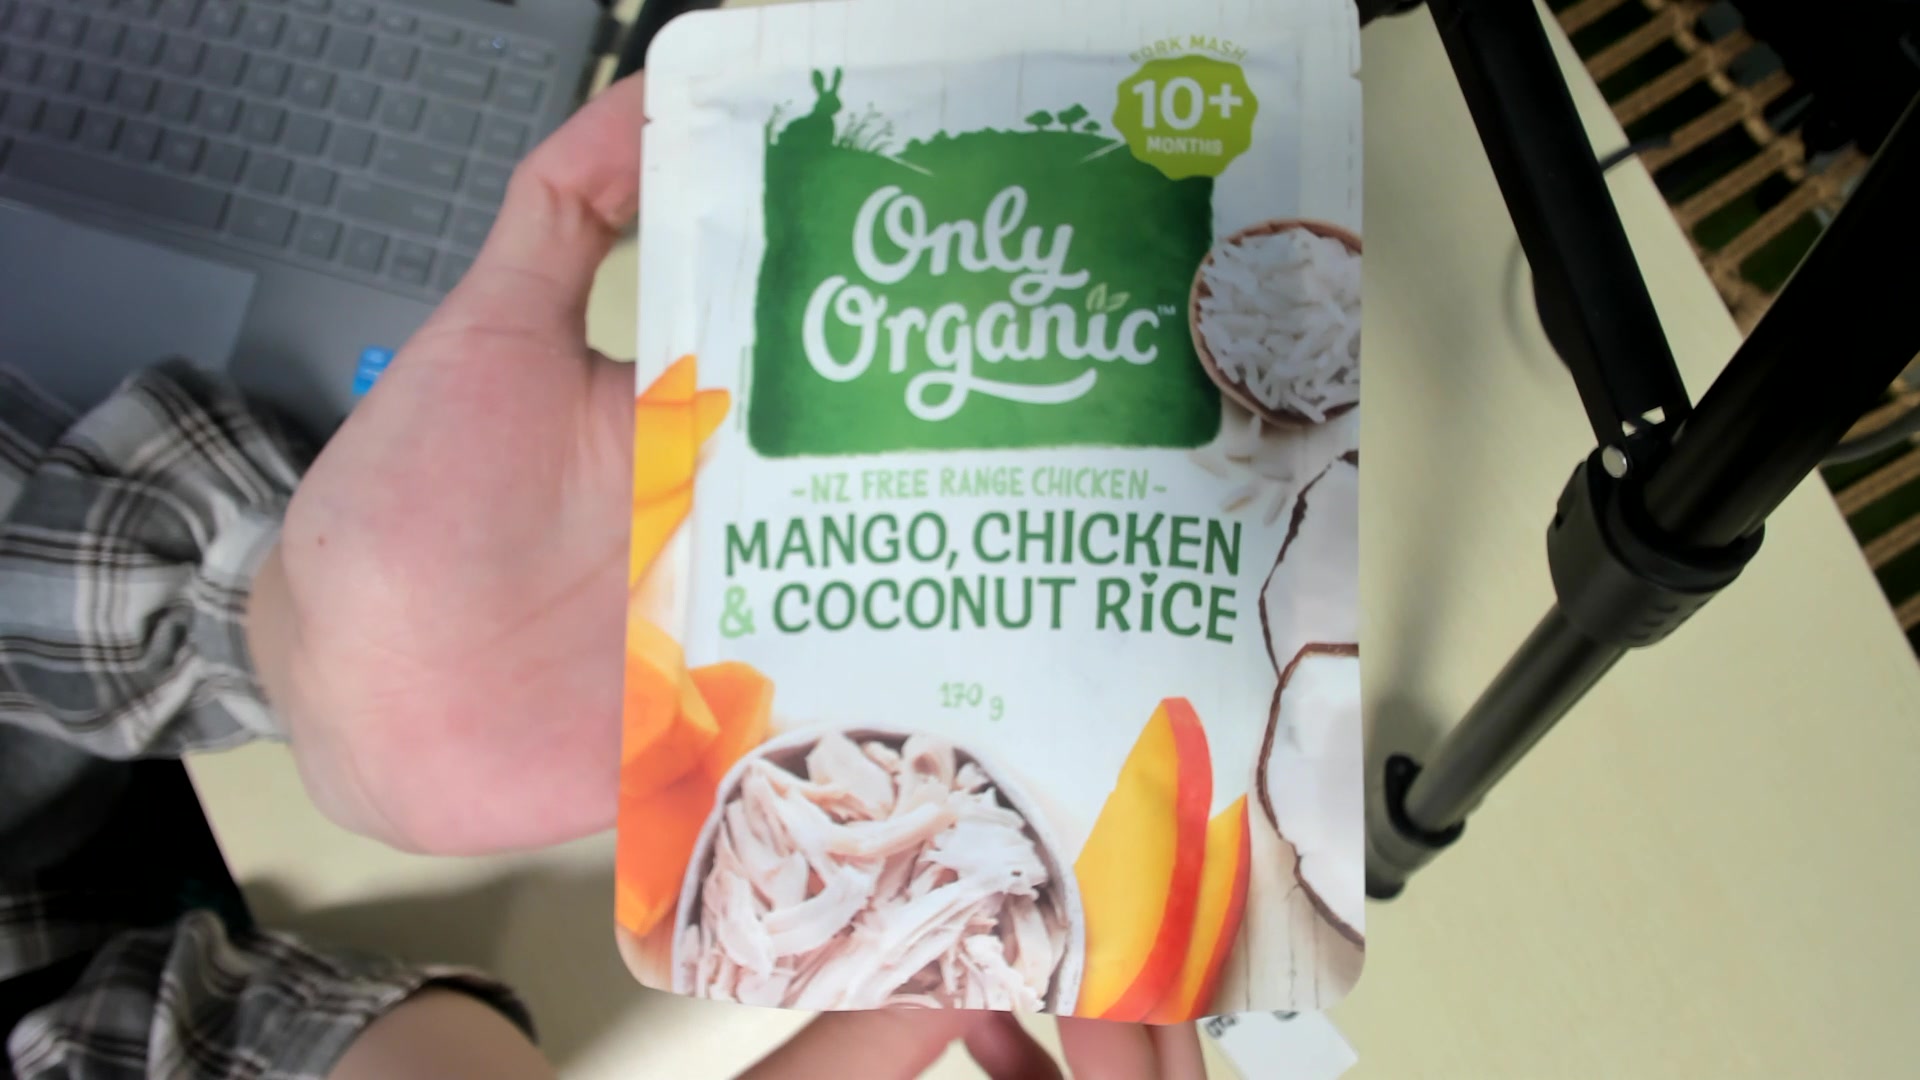 FORK MASH
10+
MONTHS
Only
Organic™
-NZ FREE RANGE CHICKEN-
MANGO, CHICKEN
& COCONUT RICE
170 g